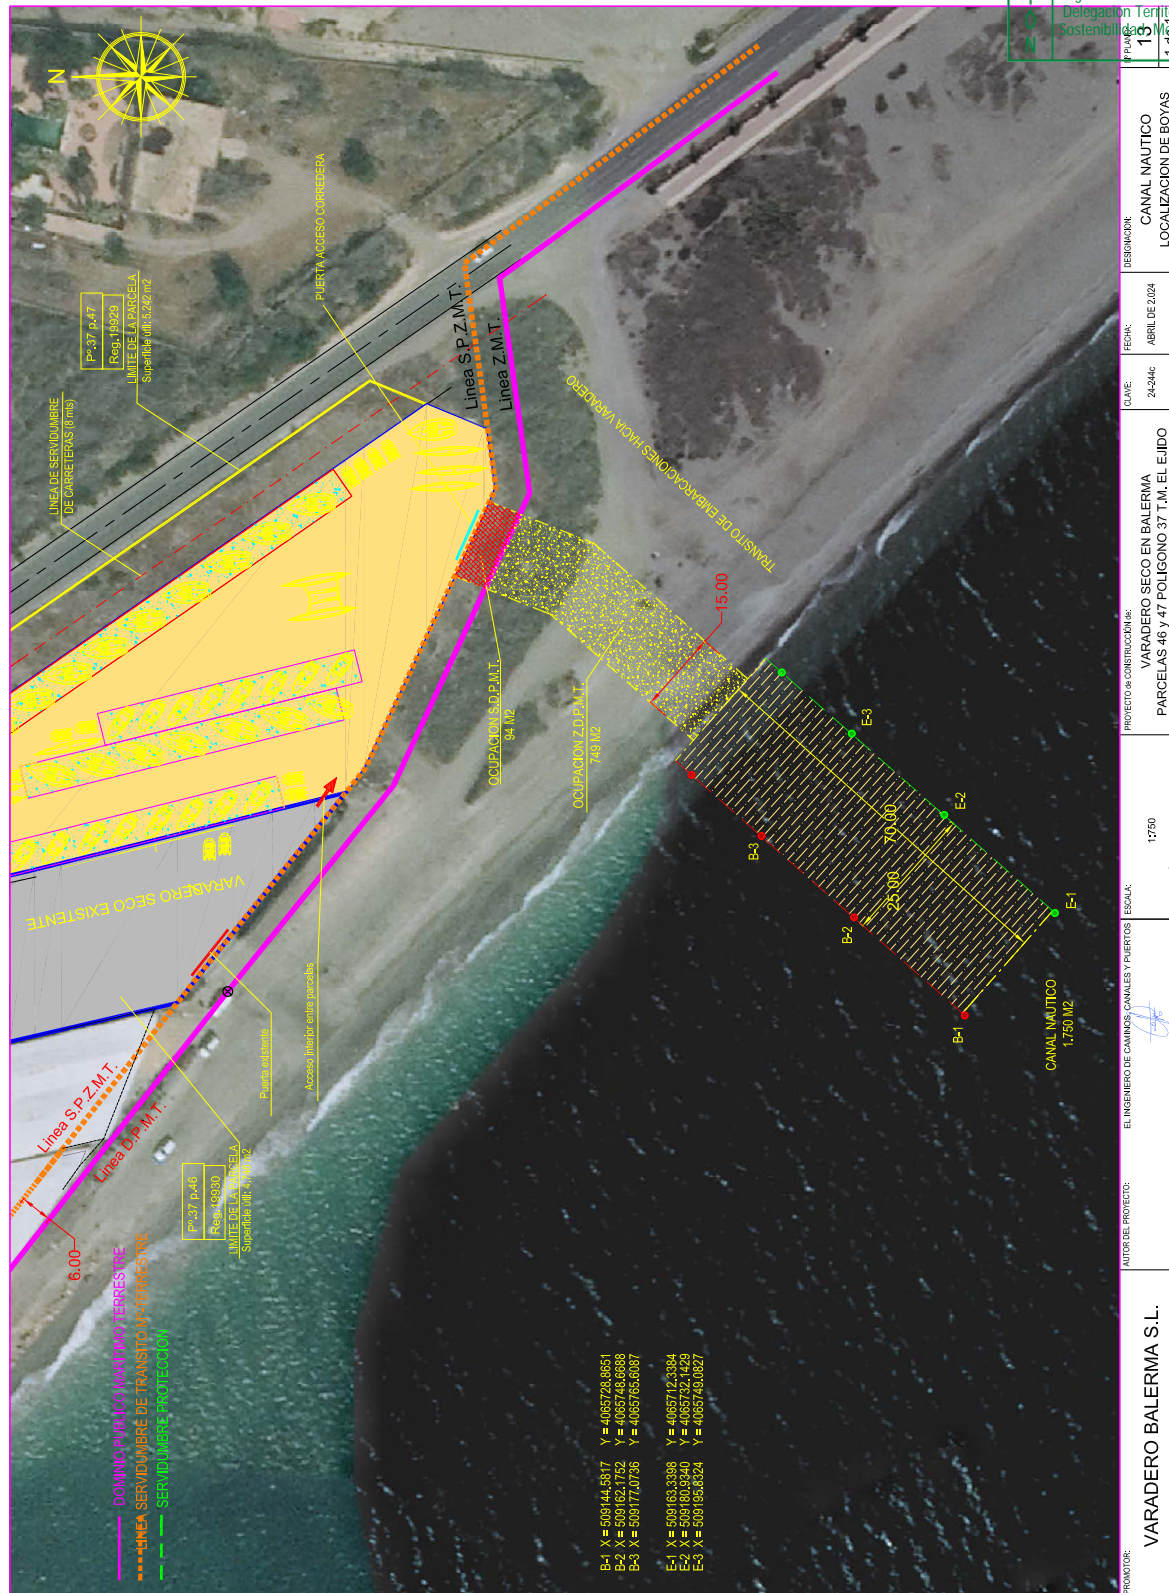 N
Pº.37 p.47
Reg.19929
LIMITE DE LA PARCELA
Superficie útil: 5.242 m2
LINEA DE SERVIDUMBRE
DE CARRETERAS (8 mts)
PUERTA ACCESO CORREDERA
Linea S.P.Z.M.T.
Linea Z.M.T.
TRANSITO DE EMBARCACIONES HACIA VARADERO
15.00
OCUPACION S.D.P.M.T.
94 M2
OCUPACION Z.D.P.M.T.
749 M2
VARADERO SECO EXISTENTE
Puerta existente
Acceso interior entre parcelas
Linea S.P.Z.M.T.
Linea D.P.M.T.
6.00
Pº.37 p.46
Reg.19930
LIMITE DE LA PARCELA
E-3
E-2
E-1
B-3
B-2
B-1
70.00
25.00
CANAL NAUTICO
1.750 M2
DOMINIO PUBLICO MARITIMO TERRESTRE
LINEA SERVIDUMBRE DE TRANSITO M-TERRESTRE
SERVIDUMBRE PROTECCION
B-1 X = 509144.5817 Y = 4065728.8651
B-2 X = 509162.1752 Y = 4065748.6688
B-3 X = 509177.0736 Y = 4065765.6087
E-1 X = 509163.3398 Y = 4065712.3384
E-2 X = 509180.9340 Y = 4065732.1429
E-3 X = 509195.8324 Y = 4065749.0827
PROMOTOR:
VARADERO BALERMA S.L.
AUTOR DEL PROYECTO:
EL INGENIERO DE CAMINOS, CANALES Y PUERTOS
ESCALA:
1:750
PROYECTO de CONSTRUCCIÓN de:
VARADERO SECO EN BALERMA
PARCELAS 46 y 47 POLIGONO 37 T.M. EL EJIDO
CLAVE:
24-244c
FECHA:
ABRIL DE 2.024
DESIGNACION:
CANAL NAUTICO
LOCALIZACION DE BOYAS
Nº PLANO:
13
Delegación
Sostenibilidad